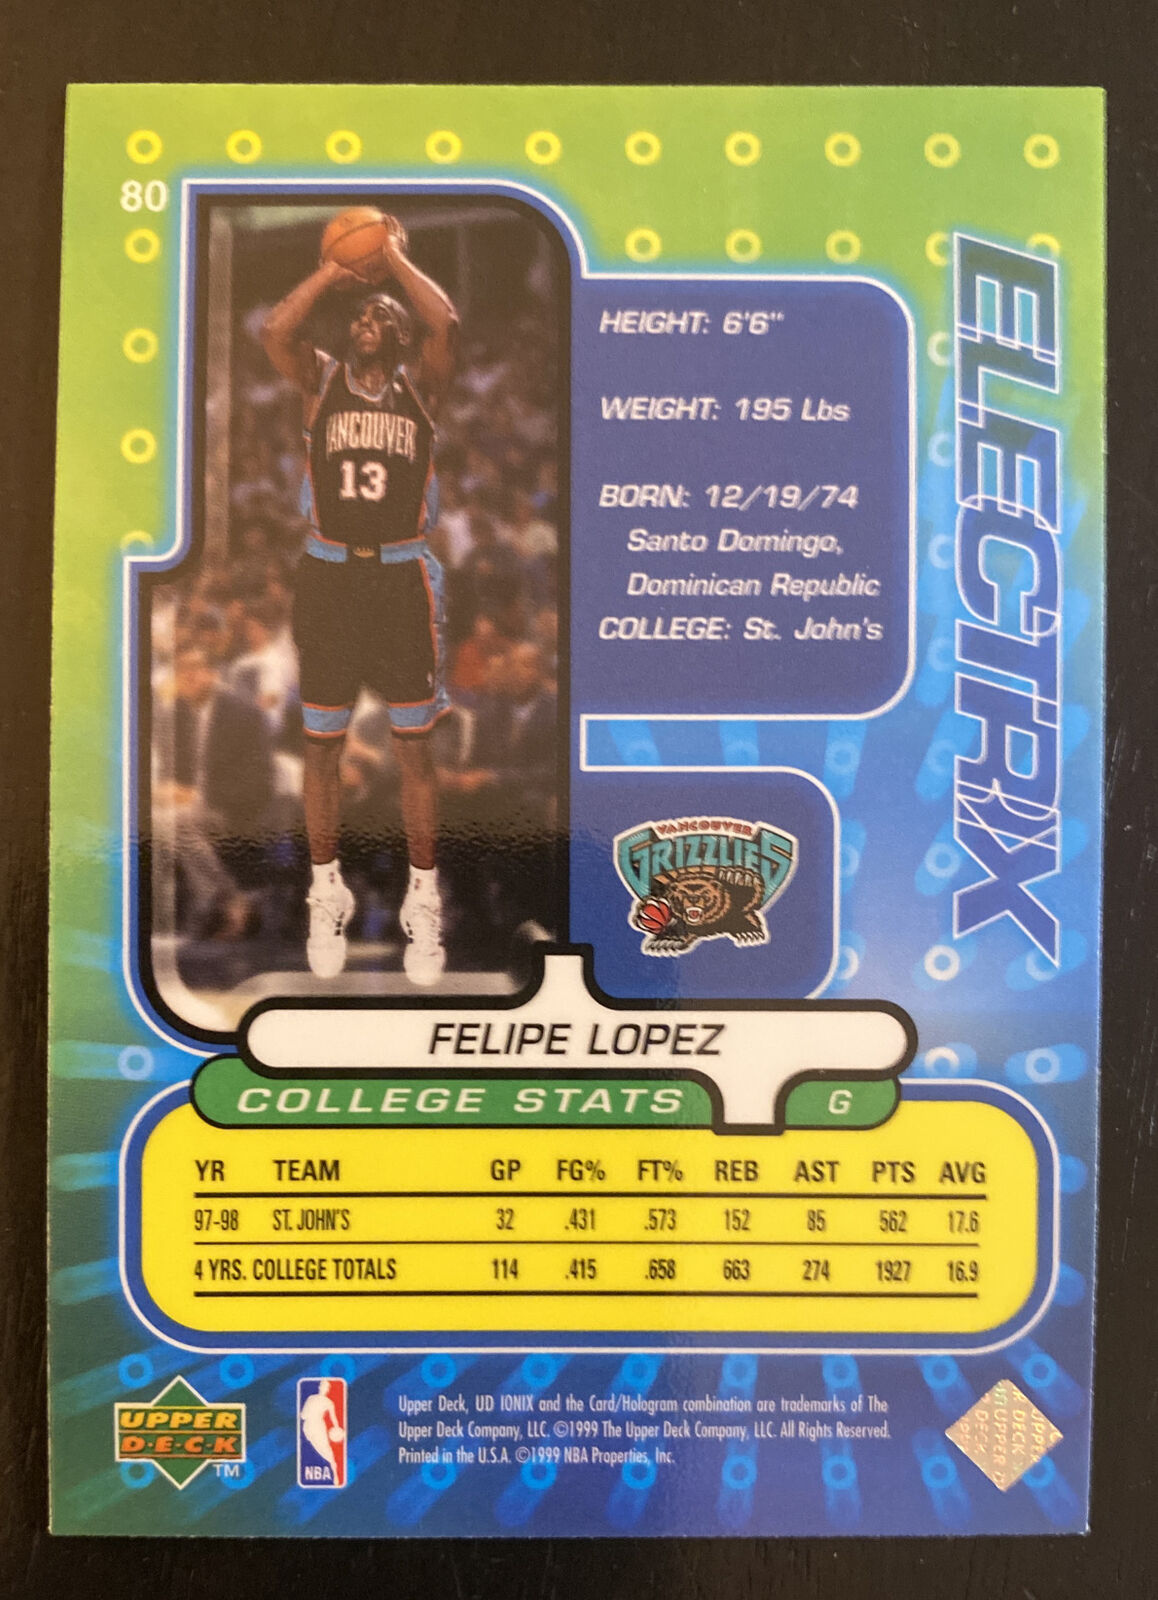 80
ELECTRIX
HEIGHT: 6'6"
WEIGHT: 195 Lbs
BORN: 12/19/74
Santo Domingo,
Dominican Republic
COLLEGE: St. John's
VANCOUVER
13
VANCOUVER
GRIZZLIES
FELIPE LOPEZ
COLLEGE STATS G
YR TEAM GP FG% FT% REB AST PTS AVG
97-98 ST. JOHN'S 32 .431 .573 152 85 562 17.6
4 YRS. COLLEGE TOTALS 114 .415 .658 663 274 1927 16.9
UPPER
D·E·C·K
TM
NBA
Upper Deck, UD IONIX and the Card/Hologram combination are trademarks of The
Upper Deck Company, LLC. ©1999 The Upper Deck Company, LLC. All Rights Reserved.
Printed in the U.S.A. ©1999 NBA Properties, Inc.
UPPER
DECK